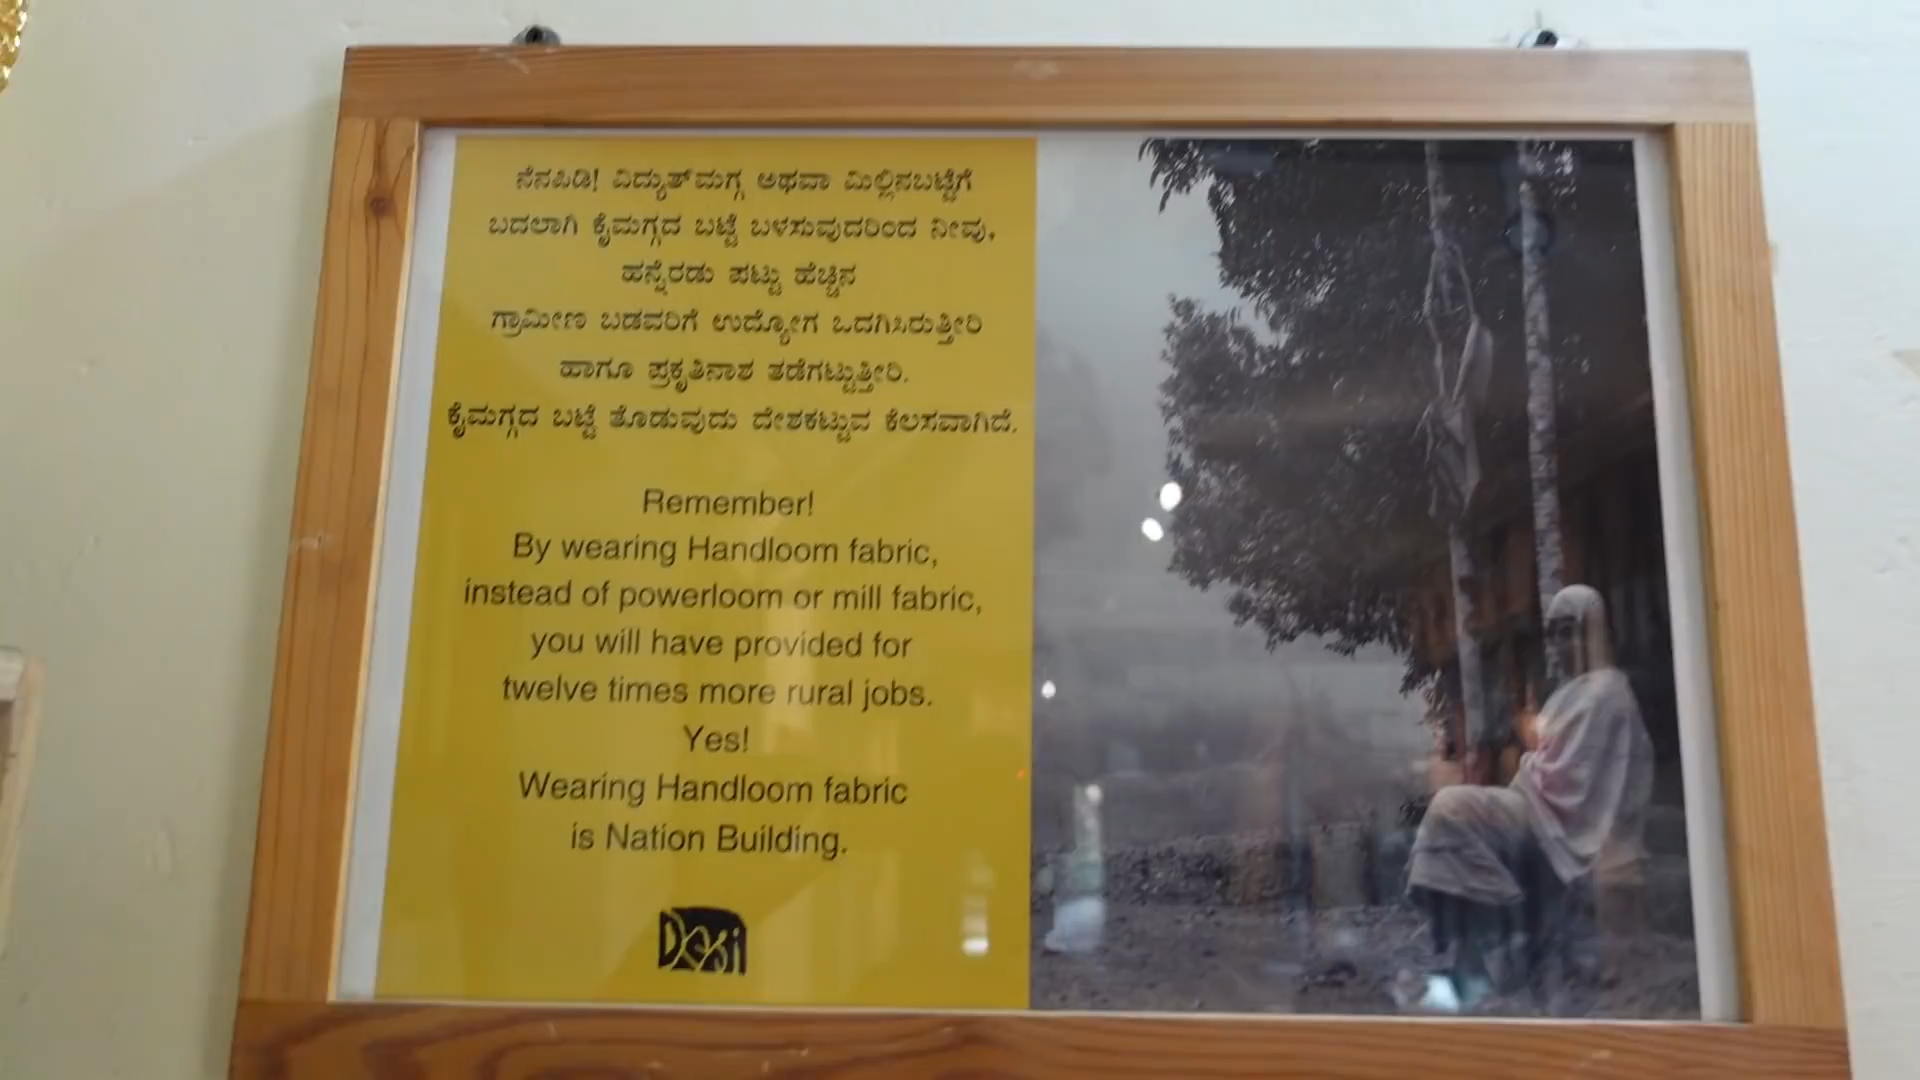 ನೆನಪಿಡಿ! ವಿದ್ಯುತ್‌ಮಗ್ಗ ಅಥವಾ ಮಿಲ್ಲಿನಬಟ್ಟೆಗೆ
ಬದಲಾಗಿ ಕೈಮಗ್ಗದ ಬಟ್ಟೆ ಬಳಸುವುದರಿಂದ ನೀವು,
ಹನ್ನೆರಡು ಪಟ್ಟು ಹೆಚ್ಚಿನ
ಗ್ರಾಮೀಣ ಬಡವರಿಗೆ ಉದ್ಯೋಗ ಒದಗಿಸಿರುತ್ತೀರಿ
ಹಾಗೂ ಪ್ರಕೃತಿನಾಶ ತಡೆಗಟ್ಟುತ್ತೀರಿ.
ಕೈಮಗ್ಗದ ಬಟ್ಟೆ ತೊಡುವುದು ದೇಶಕಟ್ಟುವ ಕೆಲಸವಾಗಿದೆ.
Remember!
By wearing Handloom fabric,
instead of powerloom or mill fabric,
you will have provided for
twelve times more rural jobs.
Yes!
Wearing Handloom fabric
is Nation Building.
Desi